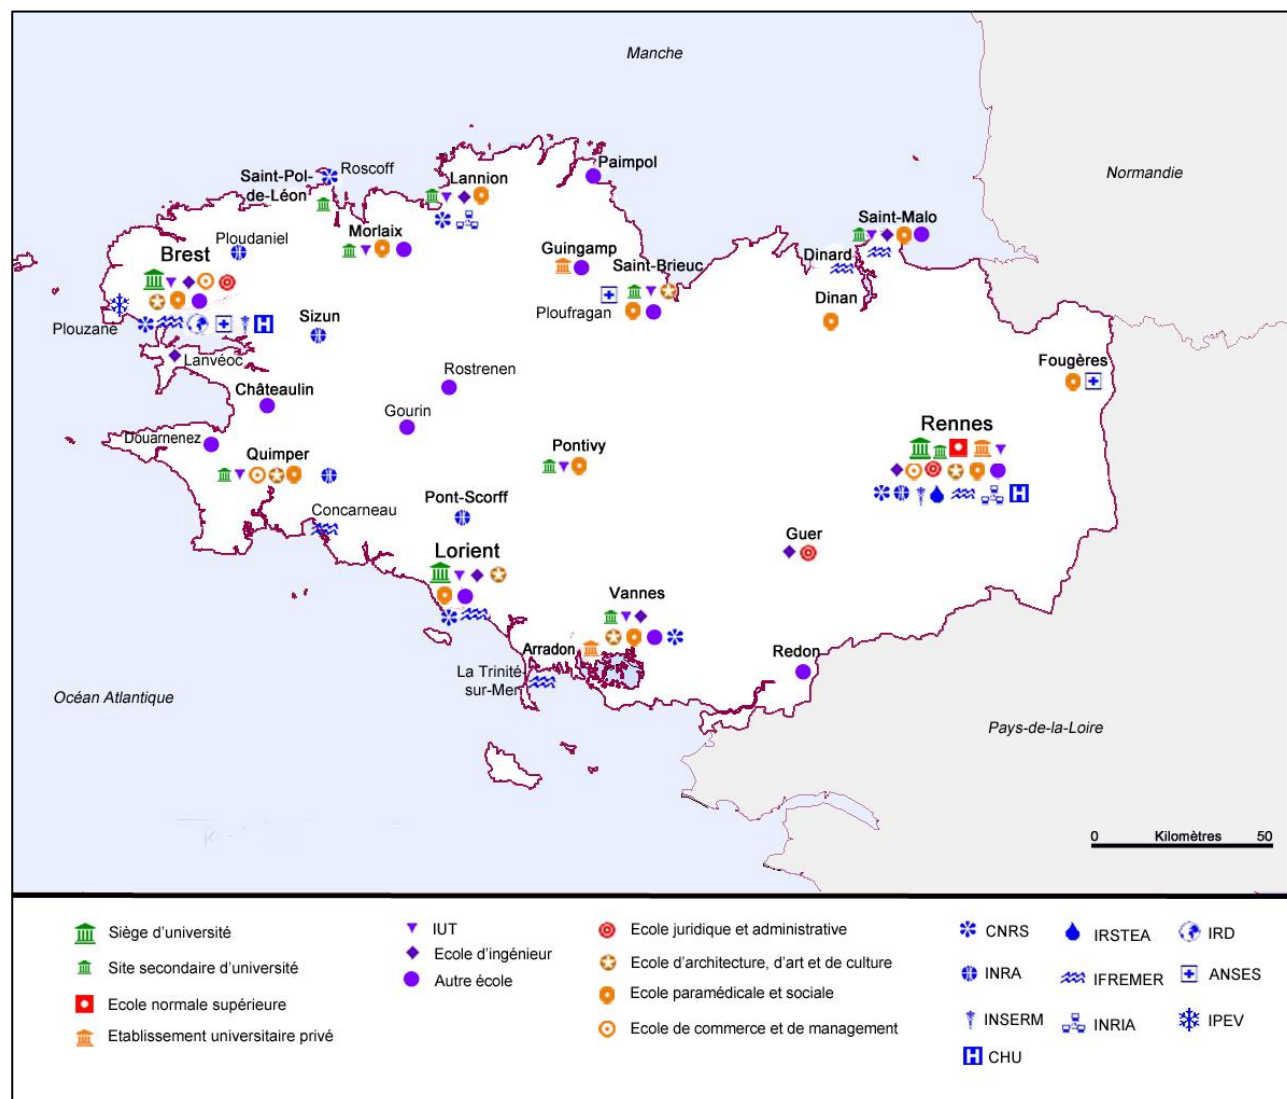 Manche
Normandie
Saint-Pol-
de-Léon
Roscoff
Lannion
Paimpol
Saint-Malo
Morlaix
Ploudaniel
Brest
Guingamp
Saint-Brieuc
Dinard
Dinan
Plouzané
Sizun
Ploufragan
Lanvéoc
Rostrenen
Fougères
Châteaulin
Gourin
Douarnenez
Rennes
Quimper
Pontivy
Concarneau
Pont-Scorff
Guer
Lorient
Vannes
Arradon
Redon
La Trinité-
sur-Mer
Océan Atlantique
Pays-de-la-Loire
0 Kilomètres 50
Siège d'université
Site secondaire d'université
Ecole normale supérieure
Etablissement universitaire privé
IUT
Ecole d'ingénieur
Autre école
Ecole juridique et administrative
Ecole d'architecture, d'art et de culture
Ecole paramédicale et sociale
Ecole de commerce et de management
CNRS
INRA
INSERM
H CHU
IRSTEA
IFREMER
INRIA
IRD
ANSES
IPEV